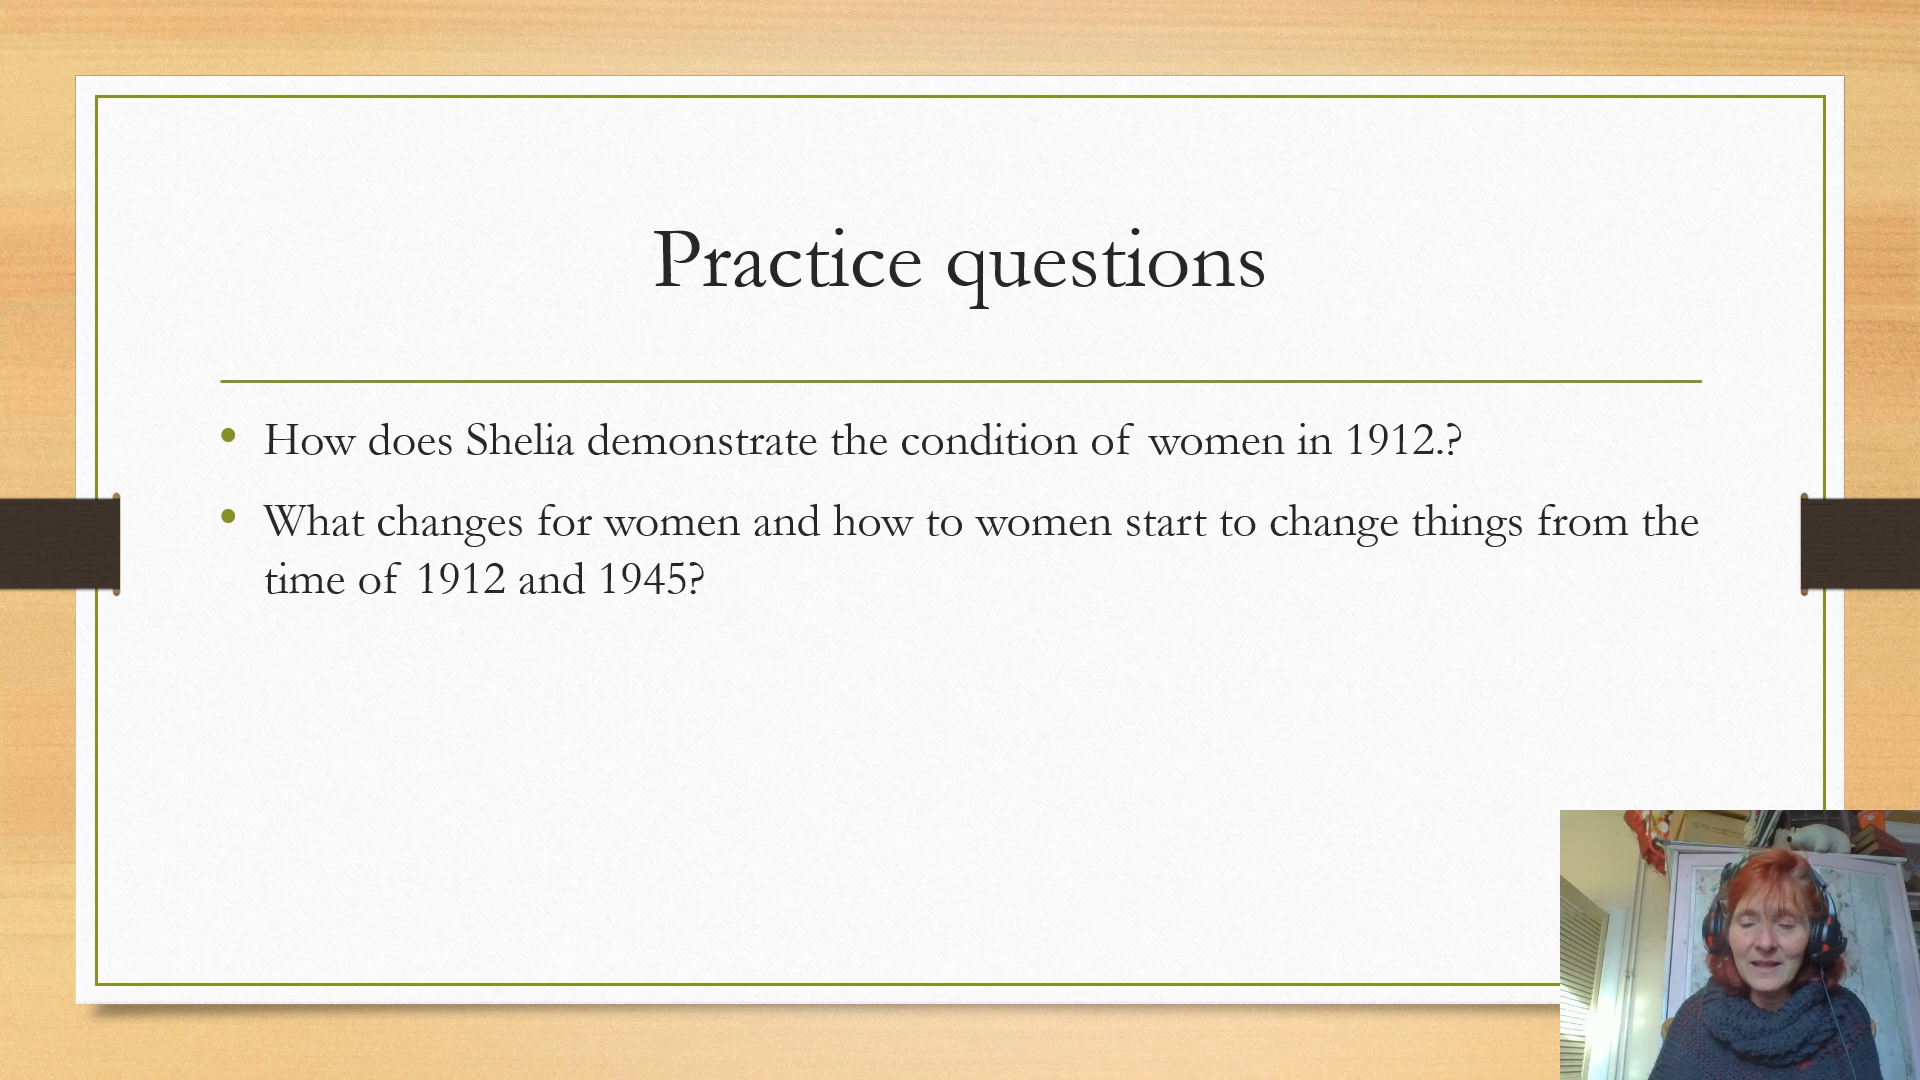 Practice questions
• How does Shelia demonstrate the condition of women in 1912.?
• What changes for women and how to women start to change things from the
time of 1912 and 1945?